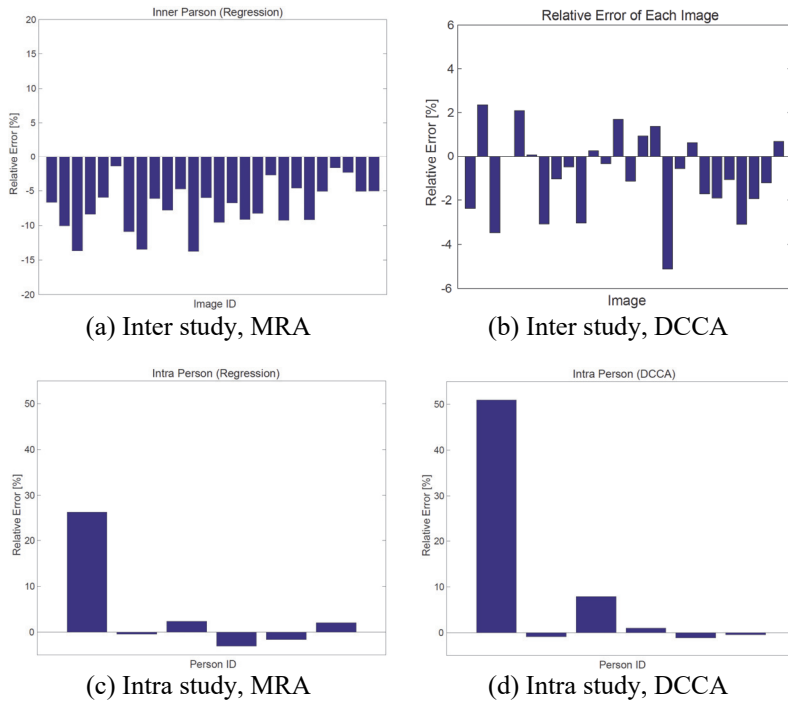 Inner Parson (Regression)
20
15
10
5
0
-5
-10
-15
-20
Relative Error [%]
Image ID
(a) Inter study, MRA
Relative Error of Each Image
6
4
2
0
-2
-4
-6
Relative Error [%]
Image
(b) Inter study, DCCA
Intra Person (Regression)
50
40
30
20
10
0
Relative Error [%]
Person ID
(c) Intra study, MRA
Intra Person (DCCA)
50
40
30
20
10
0
Relative Error [%]
Person ID
(d) Intra study, DCCA